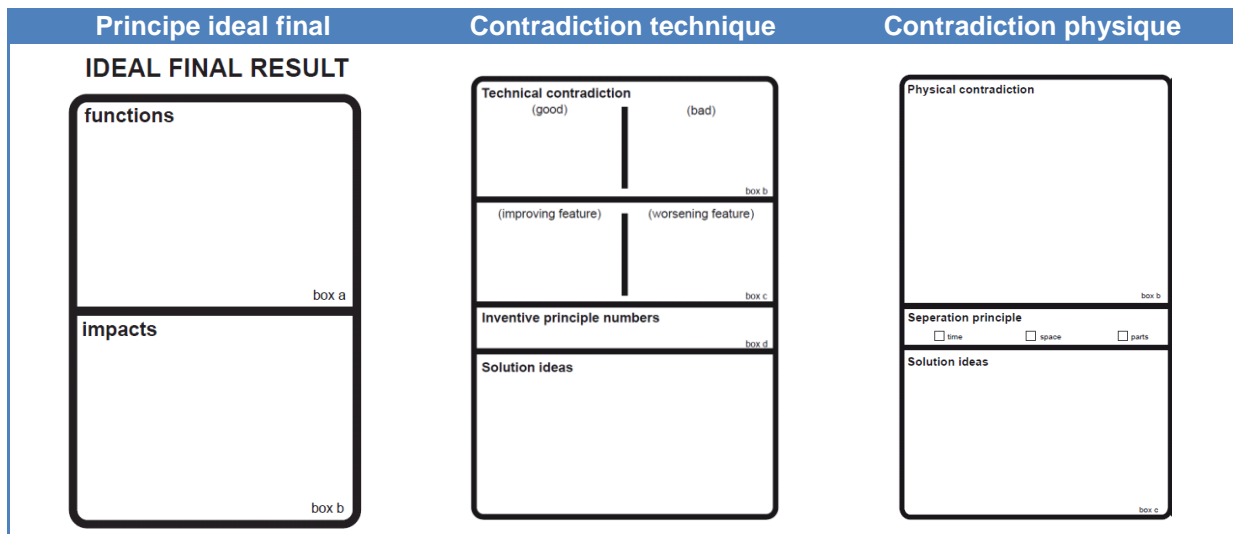 Principe ideal final
Contradiction technique
Contradiction physique
IDEAL FINAL RESULT
functions
box a
impacts
box b
Technical contradiction
(good) (bad)
box b
(improving feature) (worsening feature)
box c
Inventive principle numbers
box d
Solution ideas
Physical contradiction
box b
Seperation principle
time space parts
Solution ideas
box c